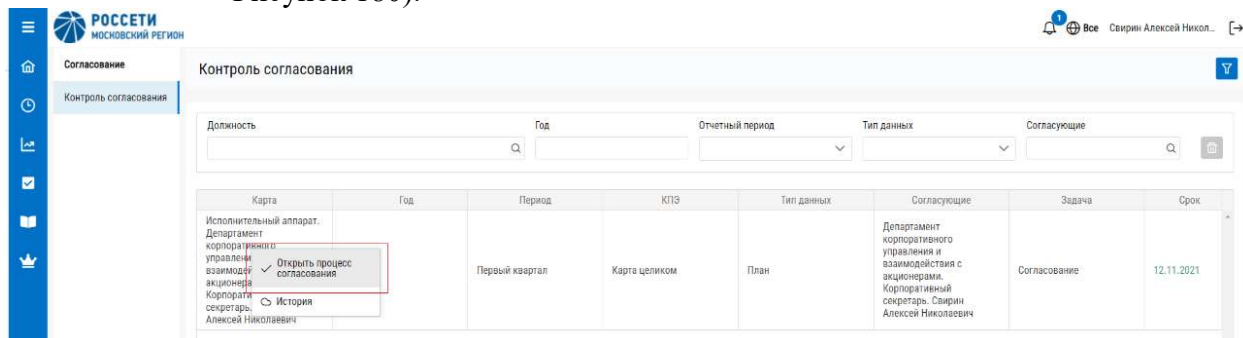 РОССЕТИ
МОСКОВСКИЙ РЕГИОН
1
Все
Свирин Алексей Никол...
Согласование
Контроль согласования
Контроль согласования
Должность
Год
Отчетный период
Тип данных
Согласующие
Карта
Год
Период
КПЭ
Тип данных
Согласующие
Задача
Срок
Исполнительный аппарат.
Департамент
корпоративного
управлени
взаимодей
акционера
Корпорати
секретарь.
Алексей Николаевич
Открыть процесс
согласования
История
Первый квартал
Карта целиком
План
Департамент
корпоративного
управления и
взаимодействия с
акционерами.
Корпоративный
секретарь. Свирин
Алексей Николаевич
Согласование
12.11.2021